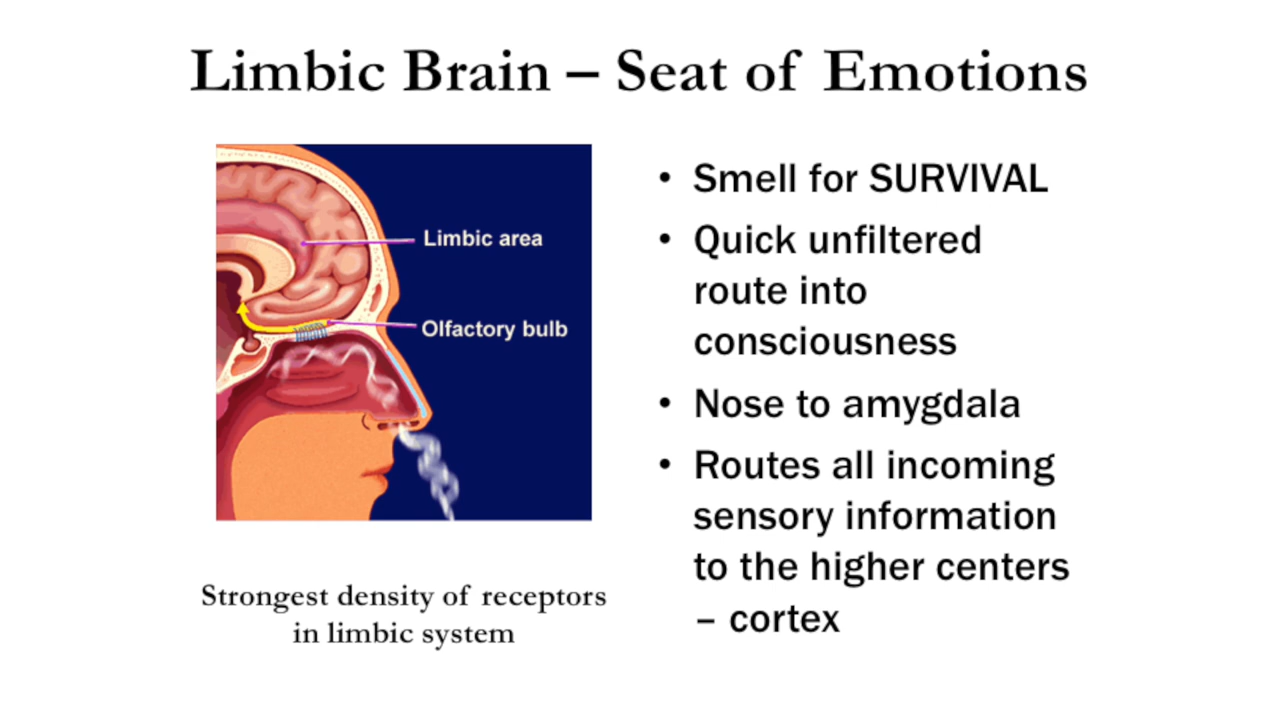 Limbic Brain – Seat of Emotions
Limbic area
Olfactory bulb
Strongest density of receptors
in limbic system
• Smell for SURVIVAL
• Quick unfiltered
route into
consciousness
• Nose to amygdala
• Routes all incoming
sensory information
to the higher centers
– cortex